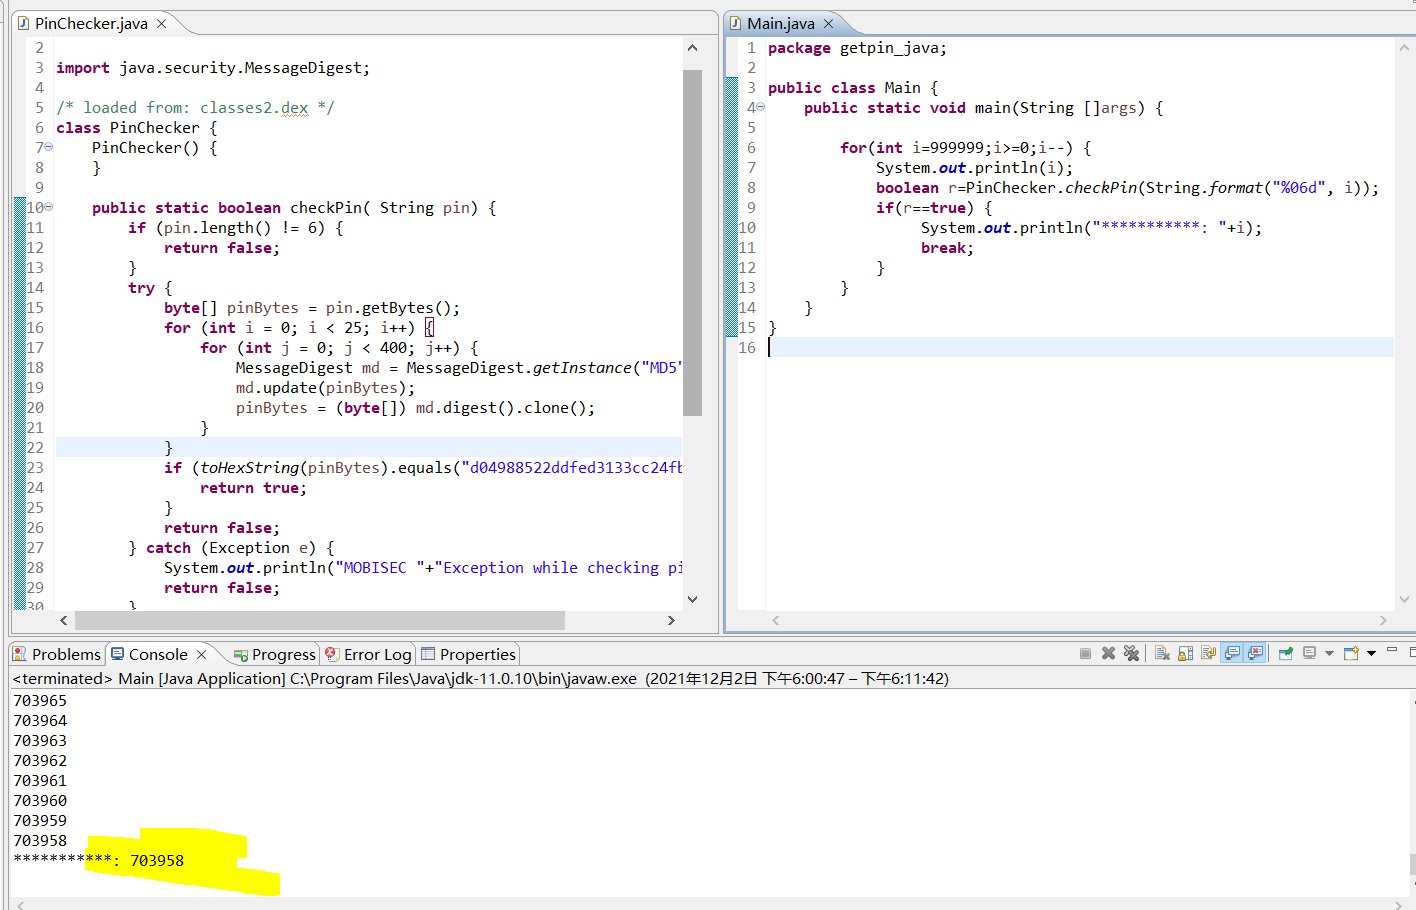 PinChecker.java
2
3 import java.security.MessageDigest;
4
5 /* loaded from: classes2.dex */
6 class PinChecker {
7 PinChecker() {
8 }
9
10 public static boolean checkPin( String pin) {
11 if (pin.length() != 6) {
12 return false;
13 }
14 try {
15 byte[] pinBytes = pin.getBytes();
16 for (int i = 0; i < 25; i++) {
17 for (int j = 0; j < 400; j++) {
18 MessageDigest md = MessageDigest.getInstance("MD5"
19 md.update(pinBytes);
20 pinBytes = (byte[]) md.digest().clone();
21 }
22 }
23 if (toHexString(pinBytes).equals("d04988522ddfed3133cc24fb
24 return true;
25 }
26 return false;
27 } catch (Exception e) {
28 System.out.println("MOBISEC "+"Exception while checking pi
29 return false;
30 }
Main.java
1 package getpin_java;
2
3 public class Main {
4 public static void main(String []args) {
5
6 for(int i=999999;i>=0;i--) {
7 System.out.println(i);
8 boolean r=PinChecker.checkPin(String.format("%06d", i));
9 if(r==true) {
10 System.out.println("***********: "+i);
11 break;
12 }
13 }
14 }
15 }
16
Problems Console Progress Error Log Properties
<terminated> Main [Java Application] C:\Program Files\Java\jdk-11.0.10\bin\javaw.exe (2021年12月2日 下午6:00:47 – 下午6:11:42)
703965
703964
703963
703962
703961
703960
703959
703958
***********: 703958